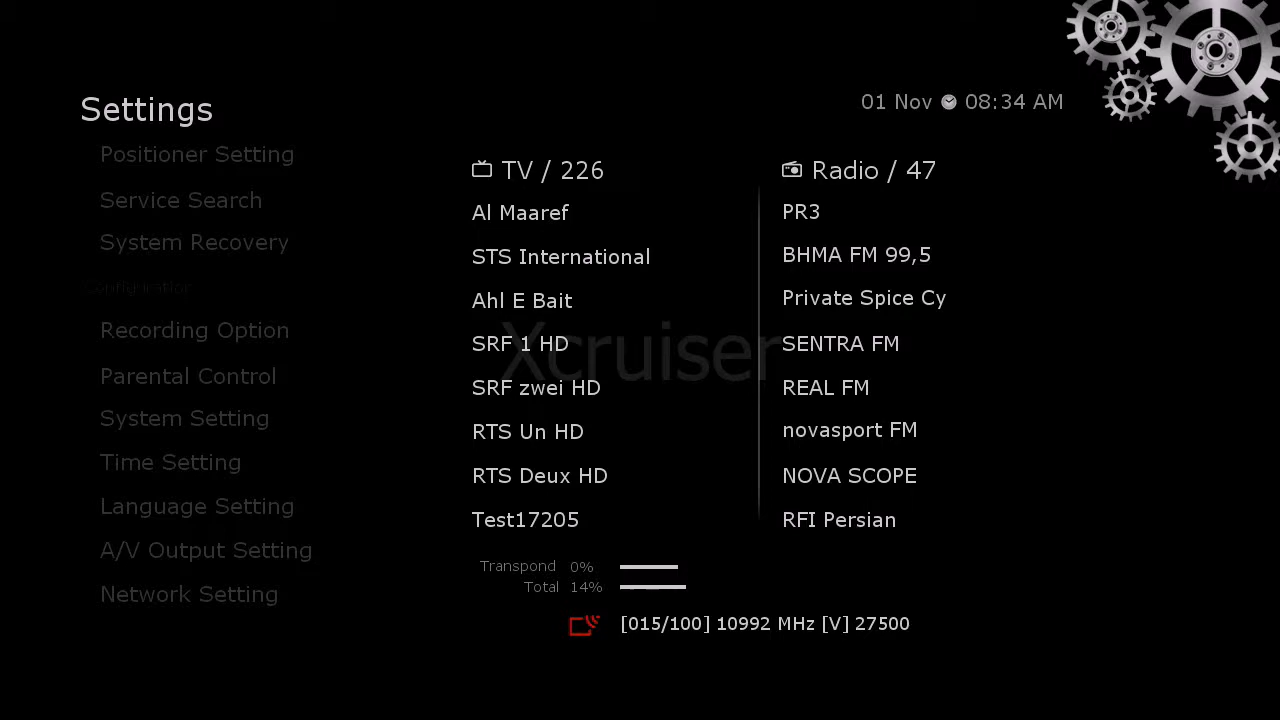 Settings
01 Nov 08:34 AM
Positioner Setting
Service Search
System Recovery
Configuration
Recording Option
Parental Control
System Setting
Time Setting
Language Setting
A/V Output Setting
Network Setting
TV / 226
Al Maaref
STS International
Ahl E Bait
SRF 1 HD
SRF zwei HD
RTS Un HD
RTS Deux HD
Test17205
Radio / 47
PR3
BHMA FM 99,5
Private Spice Cy
SENTRA FM
REAL FM
novasport FM
NOVA SCOPE
RFI Persian
Xcruiser
Transpond 0%
Total 14%
[015/100] 10992 MHz [V] 27500